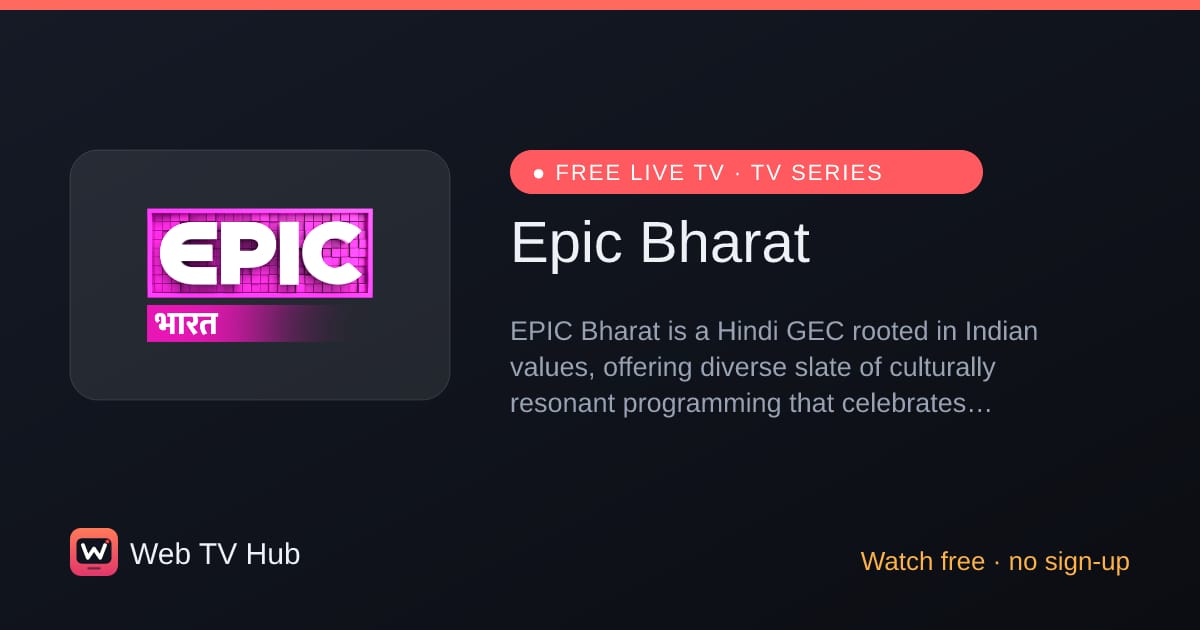 EPIC
भारत
• FREE LIVE TV · TV SERIES
Epic Bharat
EPIC Bharat is a Hindi GEC rooted in Indian
values, offering diverse slate of culturally
resonant programming that celebrates…
W
Web TV Hub
Watch free · no sign-up